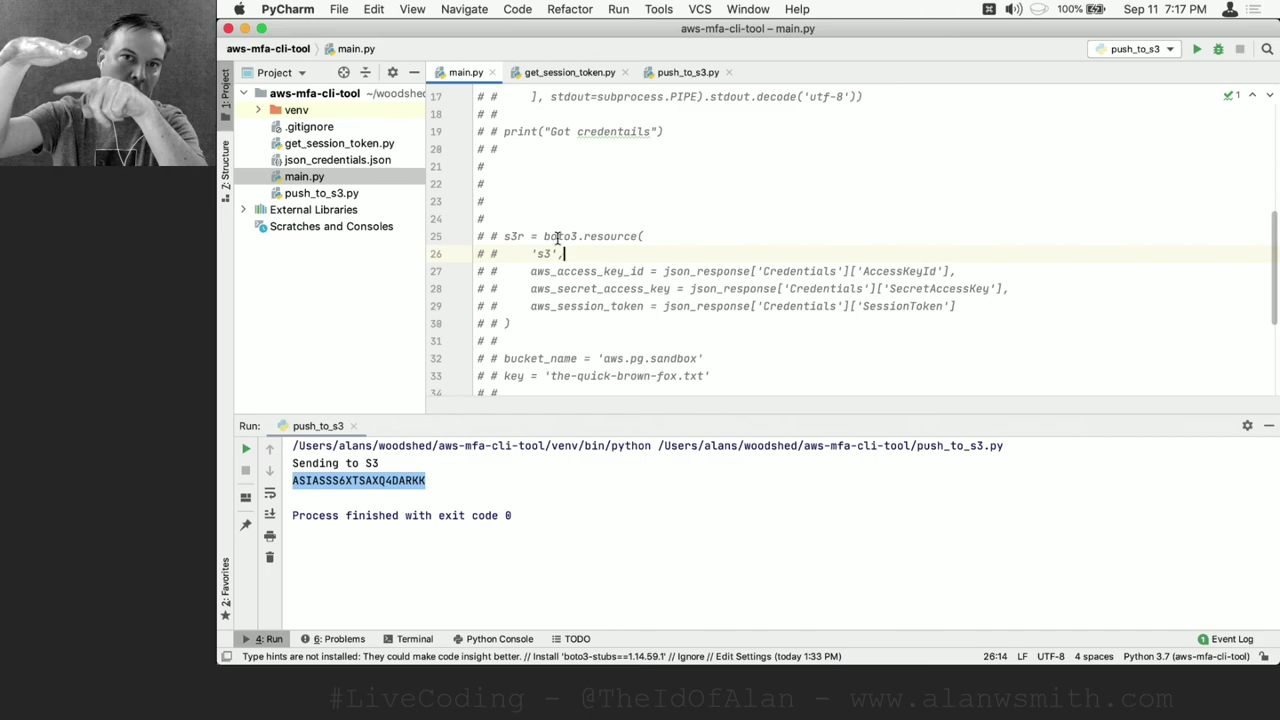 PyCharm File Edit View Navigate Code Refactor Run Tools VCS Window Help 100% Sep 11 7:17 PM
aws-mfa-cli-tool – main.py
aws-mfa-cli-tool main.py push_to_s3
1: Project
Project
main.py get_session_token.py push_to_s3.py
aws-mfa-cli-tool ~/woodshed
venv
.gitignore
get_session_token.py
json_credentials.json
main.py
push_to_s3.py
External Libraries
Scratches and Consoles
Z: Structure
17 # # ], stdout=subprocess.PIPE).stdout.decode('utf-8'))
1
18 # #
19 # # print("Got credentails")
20 # #
21 #
22 #
23 #
24 #
25 # # s3r = boto3.resource(
26 # # 's3',
27 # # aws_access_key_id = json_response['Credentials']['AccessKeyId'],
28 # # aws_secret_access_key = json_response['Credentials']['SecretAccessKey'],
29 # # aws_session_token = json_response['Credentials']['SessionToken']
30 # # )
31 # #
32 # # bucket_name = 'aws.pg.sandbox'
33 # # key = 'the-quick-brown-fox.txt'
34 # #
Run: push_to_s3
/Users/alans/woodshed/aws-mfa-cli-tool/venv/bin/python /Users/alans/woodshed/aws-mfa-cli-tool/push_to_s3.py
Sending to S3
ASIASSS6XTSAXQ4DARKK
Process finished with exit code 0
2: Favorites
4: Run 6: Problems Terminal Python Console TODO 1 Event Log
Type hints are not installed: They could make code insight better. // Install 'boto3-stubs==1.14.59.1' // Ignore // Edit Settings (today 1:33 PM) 26:14 LF UTF-8 4 spaces Python 3.7 (aws-mfa-cli-tool)
#LiveCoding - @TheIdOfAlan - www.alanwsmith.com